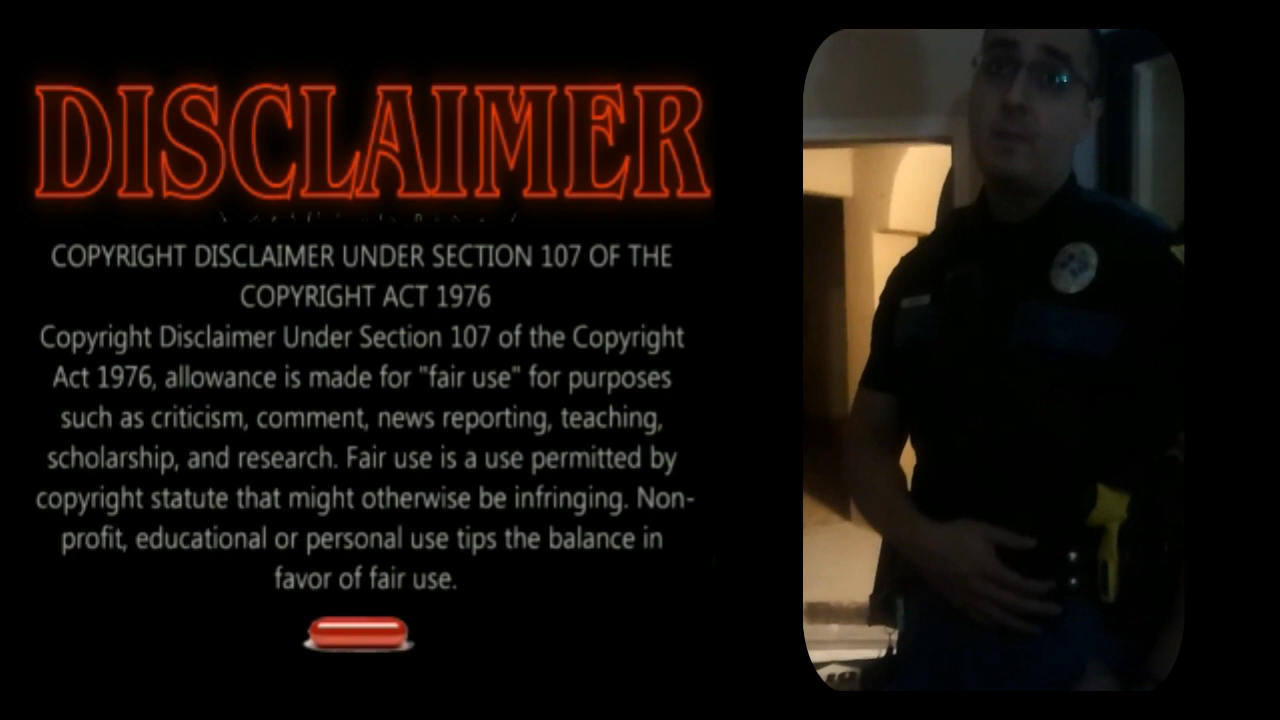 DISCLAIMER
COPYRIGHT DISCLAIMER UNDER SECTION 107 OF THE
COPYRIGHT ACT 1976
Copyright Disclaimer Under Section 107 of the Copyright
Act 1976, allowance is made for "fair use" for purposes
such as criticism, comment, news reporting, teaching,
scholarship, and research. Fair use is a use permitted by
copyright statute that might otherwise be infringing. Non-
profit, educational or personal use tips the balance in
favor of fair use.